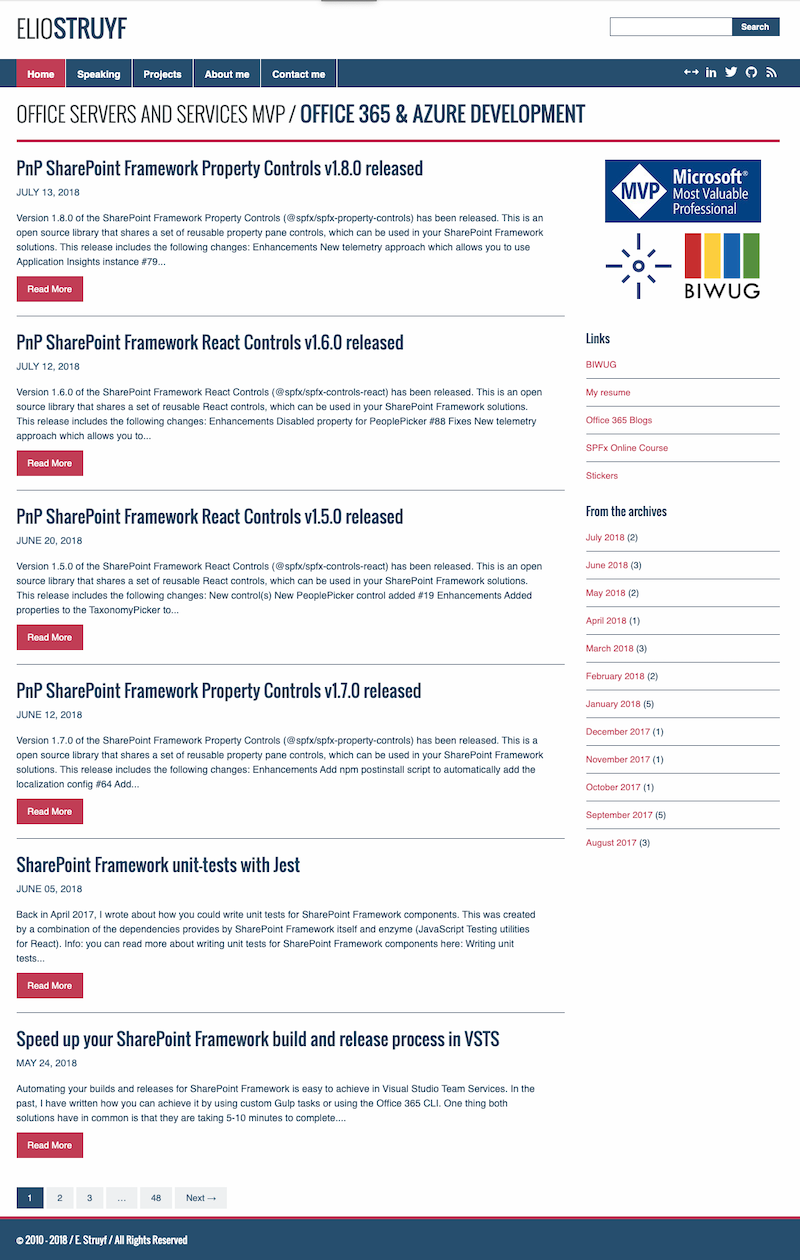 ELIOSTRUYF
Search
Home Speaking Projects About me Contact me
OFFICE SERVERS AND SERVICES MVP / OFFICE 365 & AZURE DEVELOPMENT
PnP SharePoint Framework Property Controls v1.8.0 released
JULY 13, 2018
Version 1.8.0 of the SharePoint Framework Property Controls (@spfx/spfx-property-controls) has been released. This is an
open source library that shares a set of reusable property pane controls, which can be used in your SharePoint Framework
solutions. This release includes the following changes: Enhancements New telemetry approach which allows you to use
Application Insights instance #79...
Read More
PnP SharePoint Framework React Controls v1.6.0 released
JULY 12, 2018
Version 1.6.0 of the SharePoint Framework React Controls (@spfx/spfx-controls-react) has been released. This is an open
source library that shares a set of reusable React controls, which can be used in your SharePoint Framework solutions.
This release includes the following changes: Enhancements Disabled property for PeoplePicker #88 Fixes New telemetry
approach which allows you to...
Read More
PnP SharePoint Framework React Controls v1.5.0 released
JUNE 20, 2018
Version 1.5.0 of the SharePoint Framework React Controls (@spfx/spfx-controls-react) has been released. This is an open
source library that shares a set of reusable React controls, which can be used in your SharePoint Framework solutions.
This release includes the following changes: New control(s) New PeoplePicker control added #19 Enhancements Added
properties to the TaxonomyPicker to...
Read More
PnP SharePoint Framework Property Controls v1.7.0 released
JUNE 12, 2018
Version 1.7.0 of the SharePoint Framework Property Controls (@spfx/spfx-property-controls) has been released. This is a
open source library that shares a set of reusable property pane controls, which can be used in your SharePoint Framework
solutions. This release includes the following changes: Enhancements Add npm postinstall script to automatically add the
localization config #64 Add...
Read More
SharePoint Framework unit-tests with Jest
JUNE 05, 2018
Back in April 2017, I wrote about how you could write unit tests for SharePoint Framework components. This was created
by a combination of the dependencies provides by SharePoint Framework itself and enzyme (JavaScript Testing utilities
for React). Info: you can read more about writing unit tests for SharePoint Framework components here: Writing unit
tests...
Read More
Speed up your SharePoint Framework build and release process in VSTS
MAY 24, 2018
Automating your builds and releases for SharePoint Framework is easy to achieve in Visual Studio Team Services. In the
past, I have written how you can achieve it by using custom Gulp tasks or using the Office 365 CLI. One thing both
solutions have in common is that they are taking 5-10 minutes to complete....
Read More
1 2 3 ... 48 Next →
MVP
Microsoft®
Most Valuable
Professional
BIWUG
Links
BIWUG
My resume
Office 365 Blogs
SPFx Online Course
Stickers
From the archives
July 2018 (2)
June 2018 (3)
May 2018 (2)
April 2018 (1)
March 2018 (3)
February 2018 (2)
January 2018 (5)
December 2017 (1)
November 2017 (1)
October 2017 (1)
September 2017 (5)
August 2017 (3)
© 2010 - 2018 / E. Struyf / All Rights Reserved